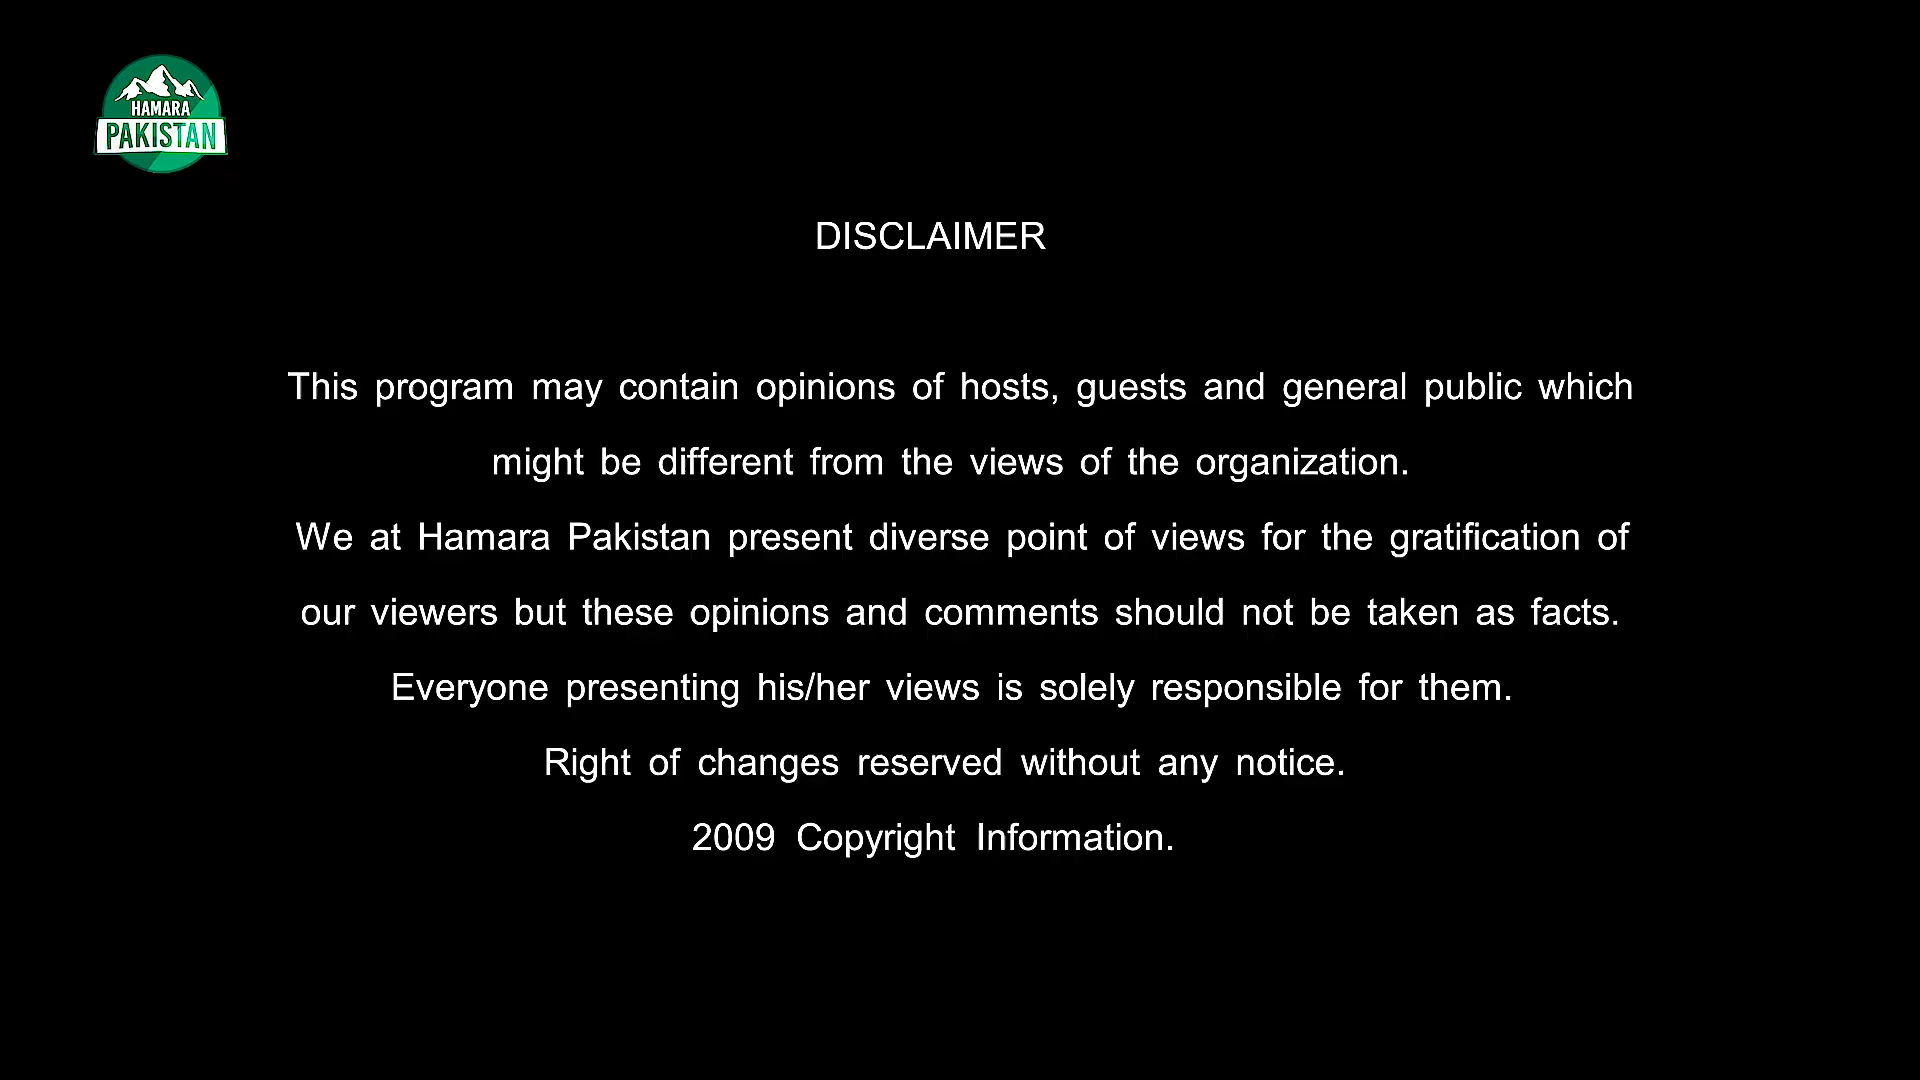 HAMARA
PAKISTAN
DISCLAIMER
This program may contain opinions of hosts, guests and general public which
might be different from the views of the organization.
We at Hamara Pakistan present diverse point of views for the gratification of
our viewers but these opinions and comments should not be taken as facts.
Everyone presenting his/her views is solely responsible for them.
Right of changes reserved without any notice.
2009 Copyright Information.